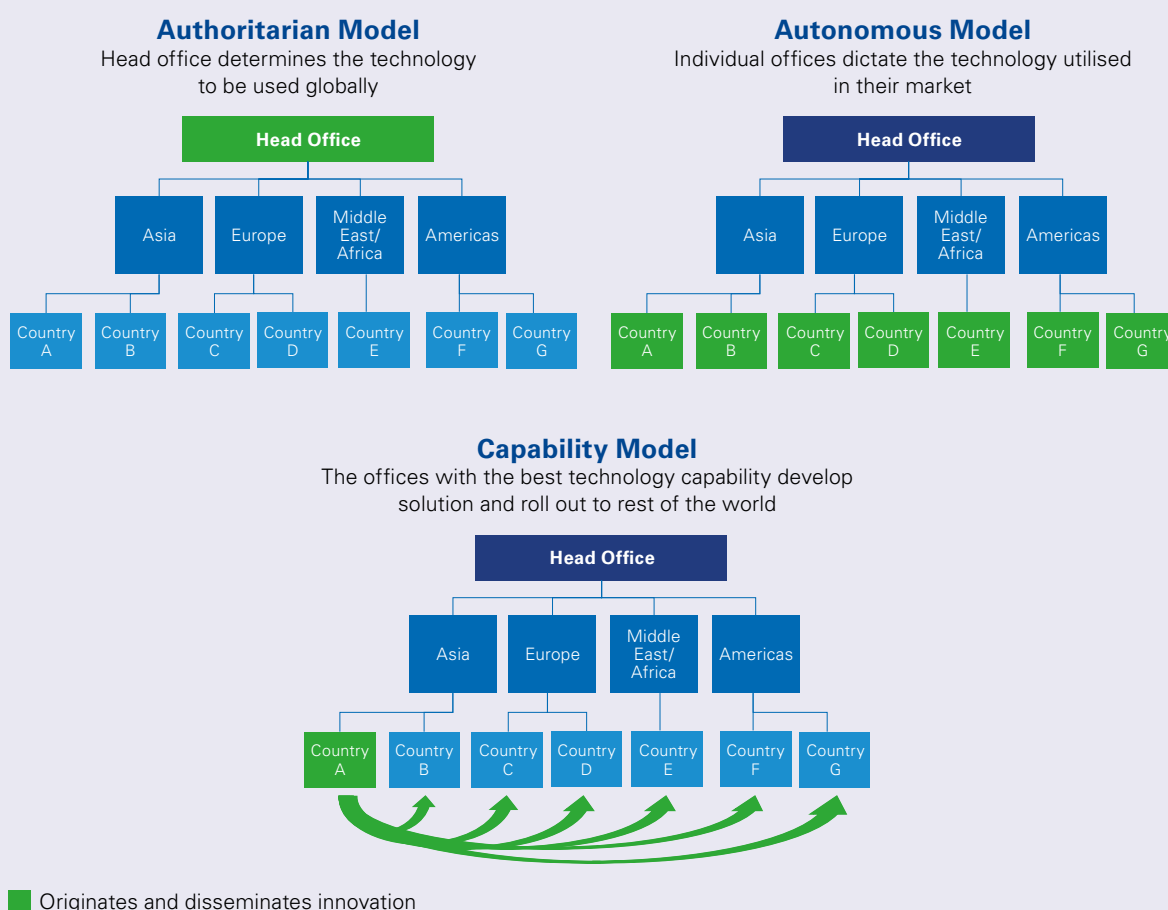 Authoritarian Model
Head office determines the technology
to be used globally
Head Office
Asia
Europe
Middle
East/
Africa
Americas
Country
A
Country
B
Country
C
Country
D
Country
E
Country
F
Country
G
Autonomous Model
Individual offices dictate the technology utilised
in their market
Head Office
Asia
Europe
Middle
East/
Africa
Americas
Country
A
Country
B
Country
C
Country
D
Country
E
Country
F
Country
G
Capability Model
The offices with the best technology capability develop
solution and roll out to rest of the world
Head Office
Asia
Europe
Middle
East/
Africa
Americas
Country
A
Country
B
Country
C
Country
D
Country
E
Country
F
Country
G
Originates and disseminates innovation